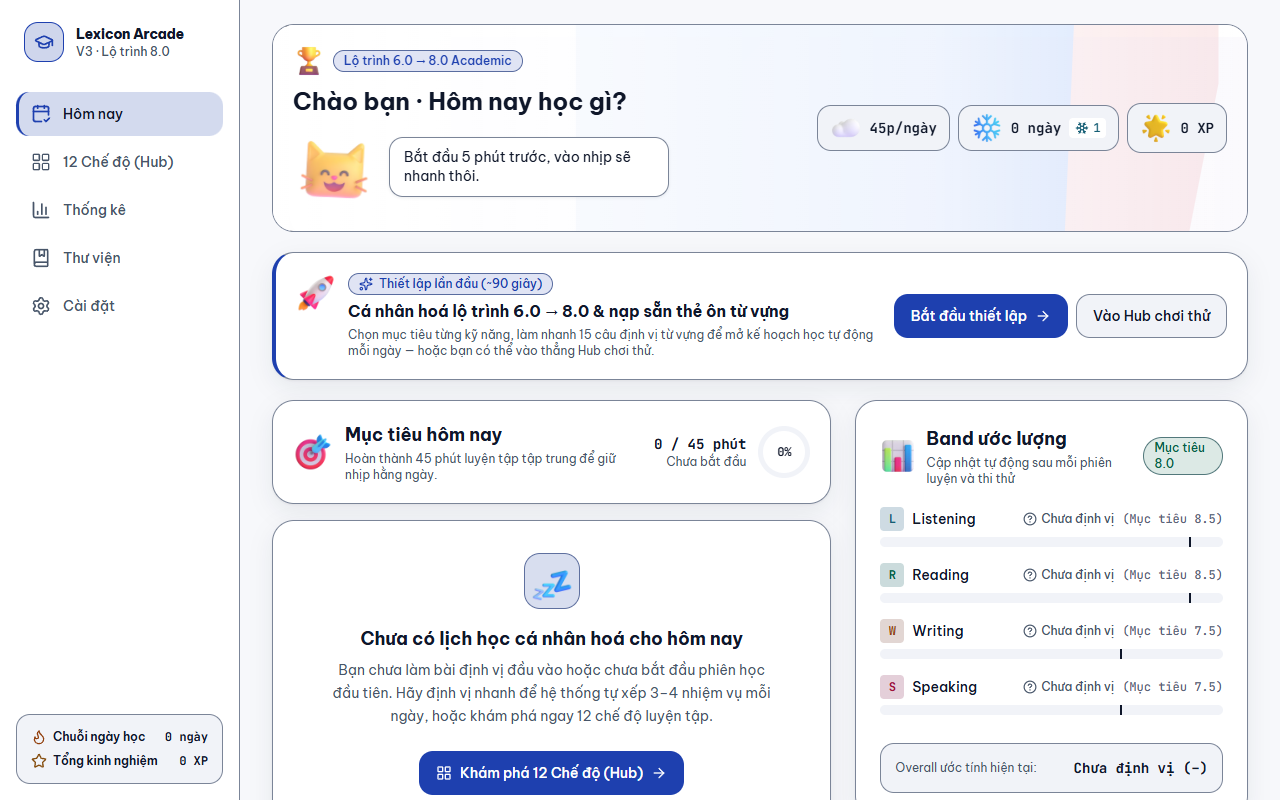 Lexicon Arcade
V3 · Lộ trình 8.0
Hôm nay
12 Chế độ (Hub)
Thống kê
Thư viện
Cài đặt
Chuỗi ngày học 0 ngày
Tổng kinh nghiệm 0 XP
Lộ trình 6.0 → 8.0 Academic
Chào bạn · Hôm nay học gì?
Bắt đầu 5 phút trước, vào nhịp sẽ
nhanh thôi.
45p/ngày
0 ngày
1
0 XP
Thiết lập lần đầu (~90 giây)
Cá nhân hoá lộ trình 6.0 → 8.0 & nạp sẵn thẻ ôn từ vựng
Chọn mục tiêu từng kỹ năng, làm nhanh 15 câu định vị từ vựng để mở kế hoạch học tự động
mỗi ngày — hoặc bạn có thể vào thẳng Hub chơi thử.
Bắt đầu thiết lập →
Vào Hub chơi thử
Mục tiêu hôm nay
Hoàn thành 45 phút luyện tập tập trung để giữ
nhịp hằng ngày.
0 / 45 phút
Chưa bắt đầu
0%
Chưa có lịch học cá nhân hoá cho hôm nay
Bạn chưa làm bài định vị đầu vào hoặc chưa bắt đầu phiên học
đầu tiên. Hãy định vị nhanh để hệ thống tự xếp 3–4 nhiệm vụ mỗi
ngày, hoặc khám phá ngay 12 chế độ luyện tập.
Khám phá 12 Chế độ (Hub) →
Band ước lượng
Cập nhật tự động sau mỗi phiên
luyện và thi thử
Mục tiêu
8.0
L Listening Chưa định vị (Mục tiêu 8.5)
R Reading Chưa định vị (Mục tiêu 8.5)
W Writing Chưa định vị (Mục tiêu 7.5)
S Speaking Chưa định vị (Mục tiêu 7.5)
Overall ước tính hiện tại: Chưa định vị (–)